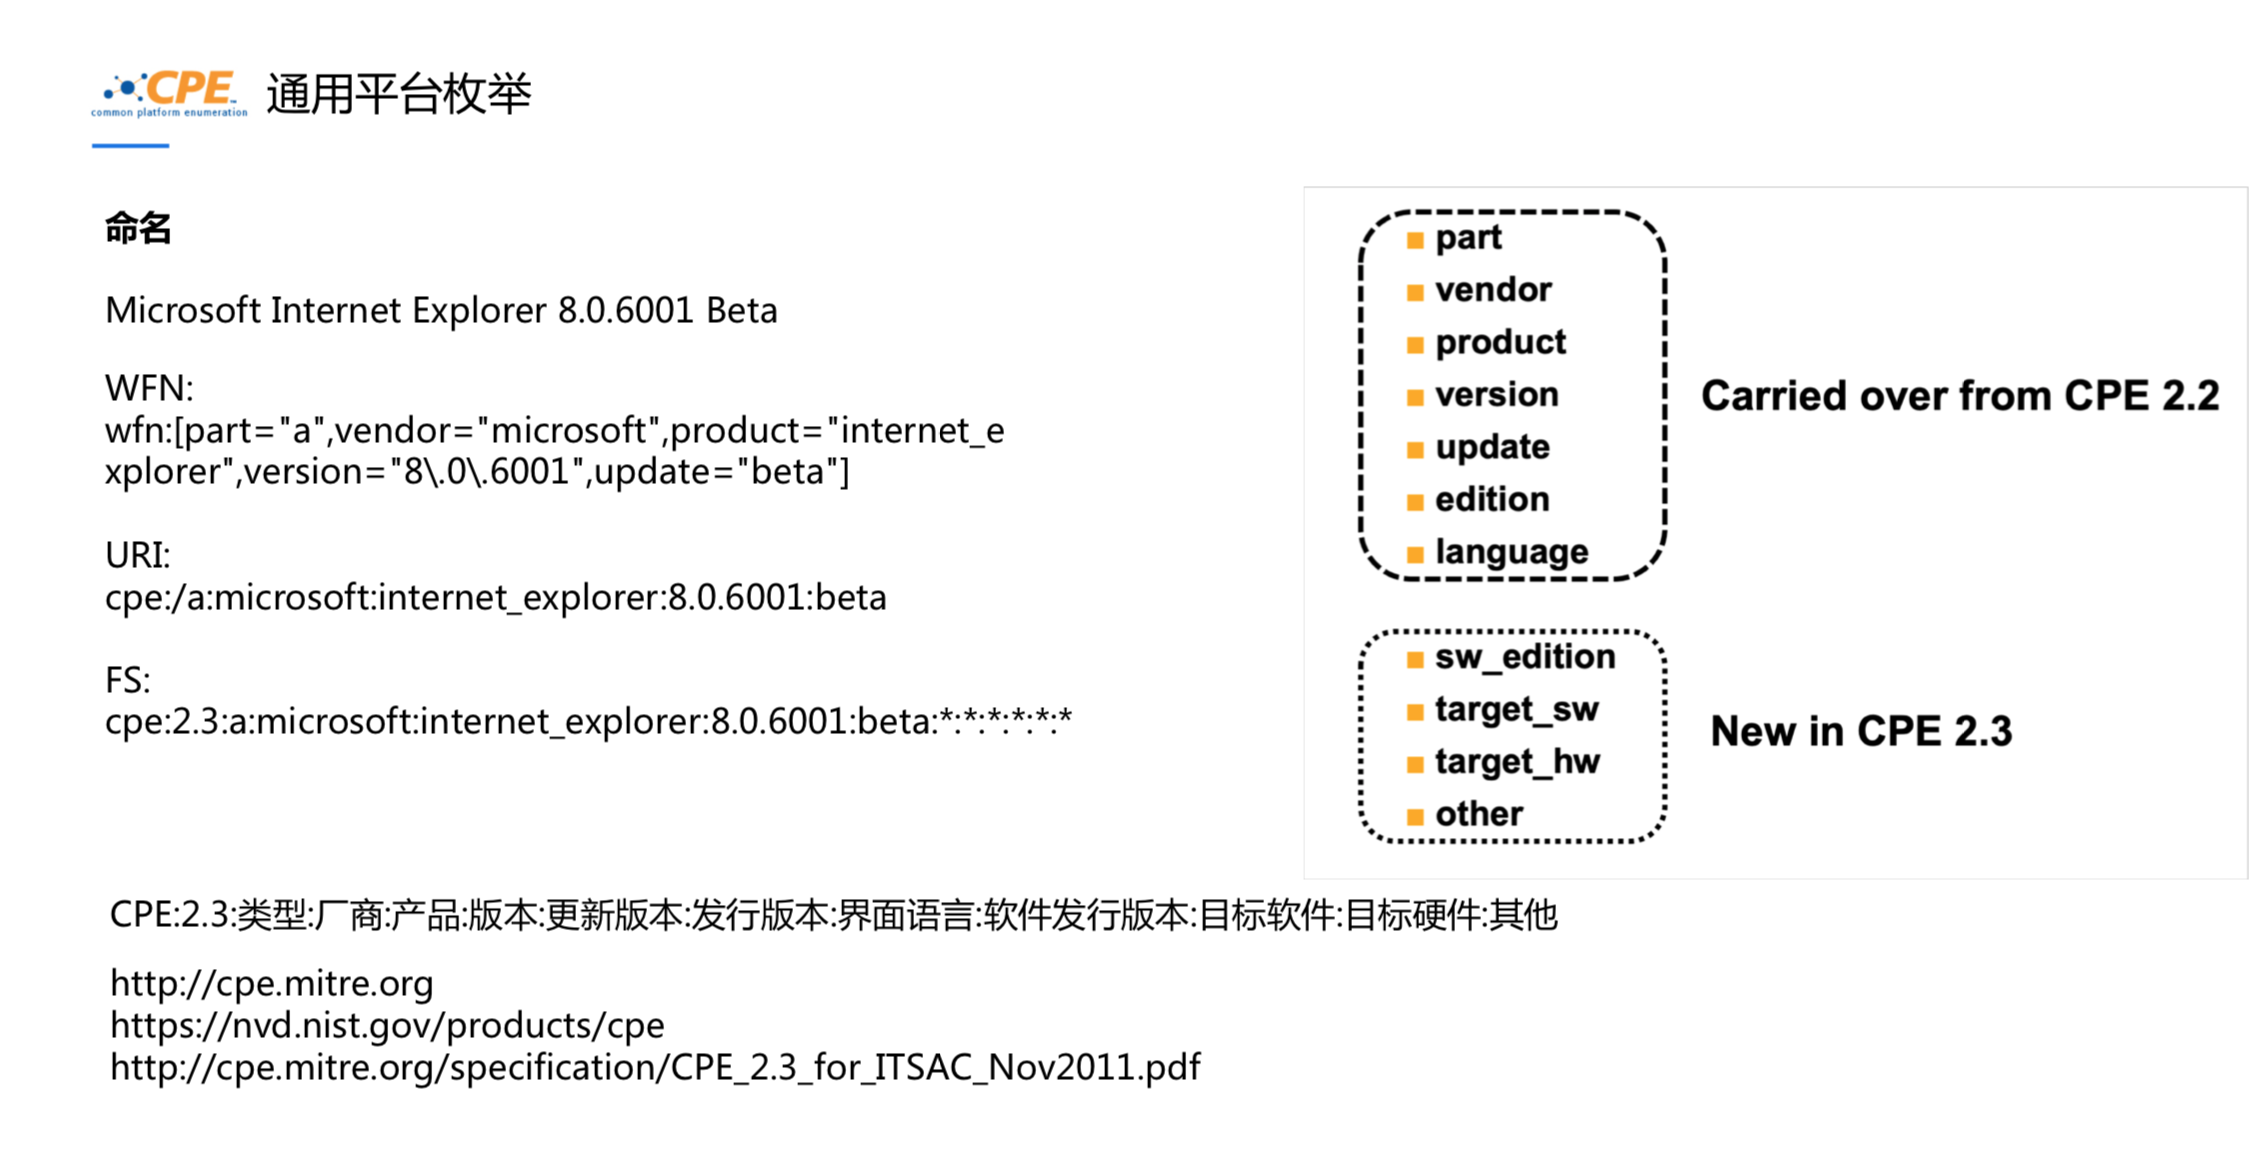 CPE™
common platform enumeration
通用平台枚举
命名
Microsoft Internet Explorer 8.0.6001 Beta
WFN:
wfn:[part="a",vendor="microsoft",product="internet_e
xplorer",version="8\.0\.6001",update="beta"]
URI:
cpe:/a:microsoft:internet_explorer:8.0.6001:beta
FS:
cpe:2.3:a:microsoft:internet_explorer:8.0.6001:beta:*:*:*:*:*:*
part
vendor
product
version
update
edition
language
Carried over from CPE 2.2
sw_edition
target_sw
target_hw
other
New in CPE 2.3
CPE:2.3:类型:厂商:产品:版本:更新版本:发行版本:界面语言:软件发行版本:目标软件:目标硬件:其他
http://cpe.mitre.org
https://nvd.nist.gov/products/cpe
http://cpe.mitre.org/specification/CPE_2.3_for_ITSAC_Nov2011.pdf